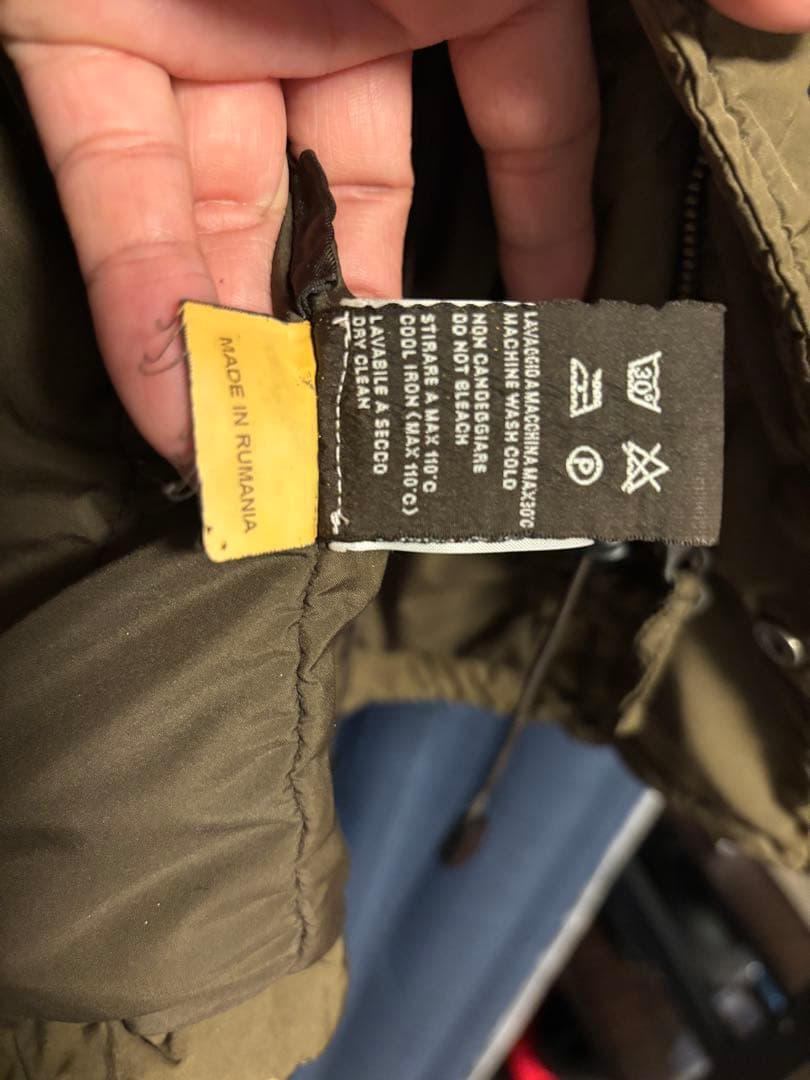 30°
P
LAVAGGIO A MACCHINA MAX30°C
MACHINE WASH COLD
NON CANDEGGIARE
DO NOT BLEACH
STIRARE A MAX 110°C
COOL IRON (MAX 110°C)
LAVABILE A SECCO
DRY CLEAN
MADE IN RUMANIA